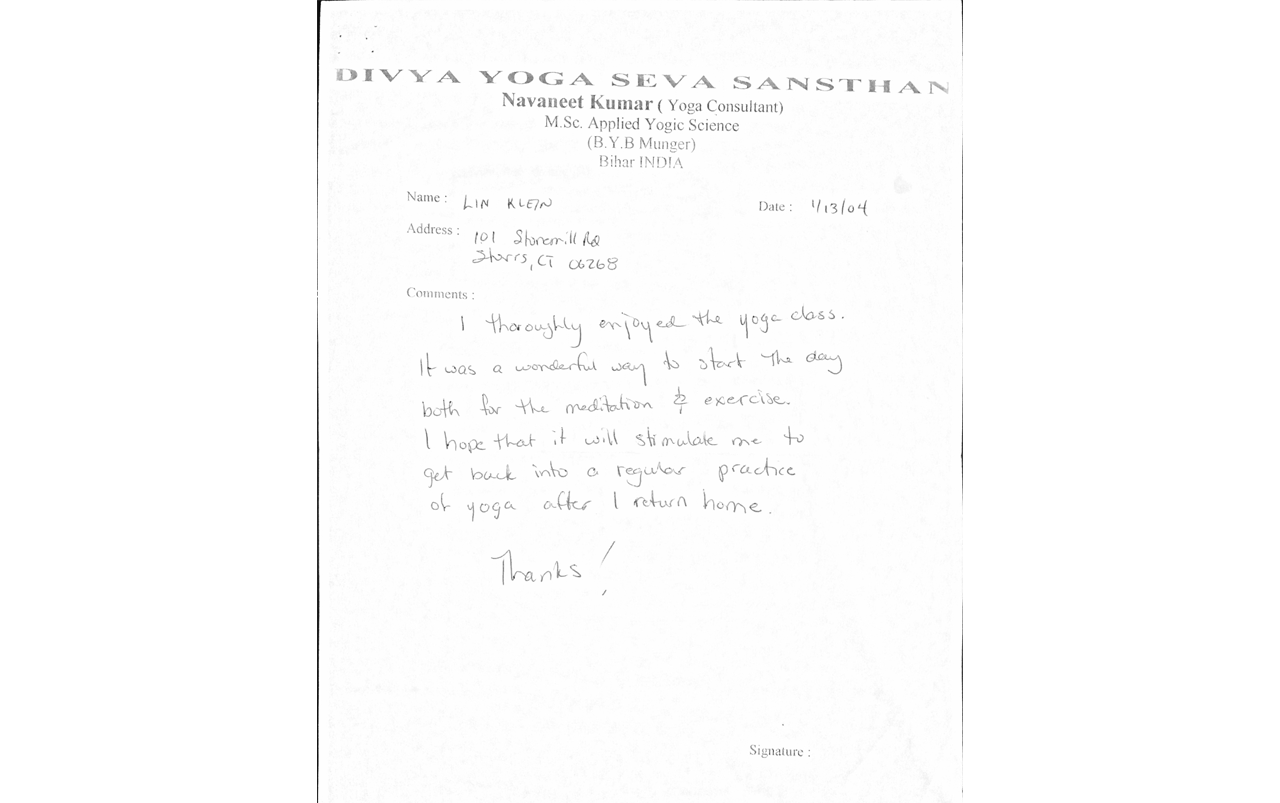 DIVYA YOGA SEVA SANSTHAN
Navaneet Kumar ( Yoga Consultant)
M.Sc. Applied Yogic Science
(B.Y.B Munger)
Bihar INDIA
Name : LIN KLEIN Date : 1/13/04
Address : 101 Stonemill Rd
Storrs, CT 06268
Comments :
I thoroughly enjoyed the yoga class.
It was a wonderful way to start the day
both for the meditation & exercise.
I hope that it will stimulate me to
get back into a regular practice
of yoga after I return home.
Thanks!
Signature :